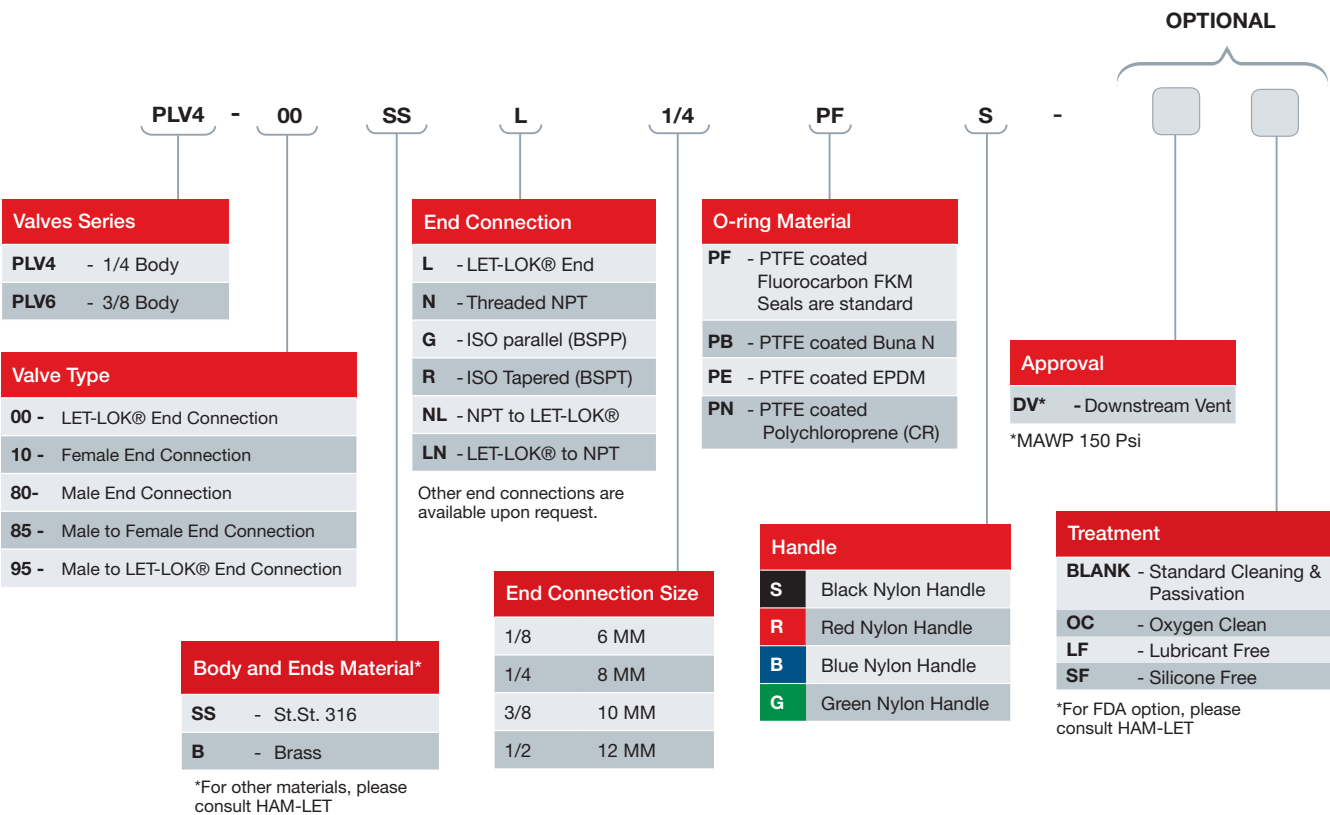 OPTIONAL
PLV4 - 00 SS L 1/4 PF S -
Valves Series
PLV4 - 1/4 Body
PLV6 - 3/8 Body
Valve Type
00 - LET-LOK® End Connection
10 - Female End Connection
80- Male End Connection
85 - Male to Female End Connection
95 - Male to LET-LOK® End Connection
Body and Ends Material*
SS - St.St. 316
B - Brass
*For other materials, please
consult HAM-LET
End Connection
L - LET-LOK® End
N - Threaded NPT
G - ISO parallel (BSPP)
R - ISO Tapered (BSPT)
NL - NPT to LET-LOK®
LN - LET-LOK® to NPT
Other end connections are
available upon request.
End Connection Size
1/8 6 MM
1/4 8 MM
3/8 10 MM
1/2 12 MM
O-ring Material
PF - PTFE coated
Fluorocarbon FKM
Seals are standard
PB - PTFE coated Buna N
PE - PTFE coated EPDM
PN - PTFE coated
Polychloroprene (CR)
Handle
S Black Nylon Handle
R Red Nylon Handle
B Blue Nylon Handle
G Green Nylon Handle
Approval
DV* - Downstream Vent
*MAWP 150 Psi
Treatment
BLANK - Standard Cleaning &
Passivation
OC - Oxygen Clean
LF - Lubricant Free
SF - Silicone Free
*For FDA option, please
consult HAM-LET